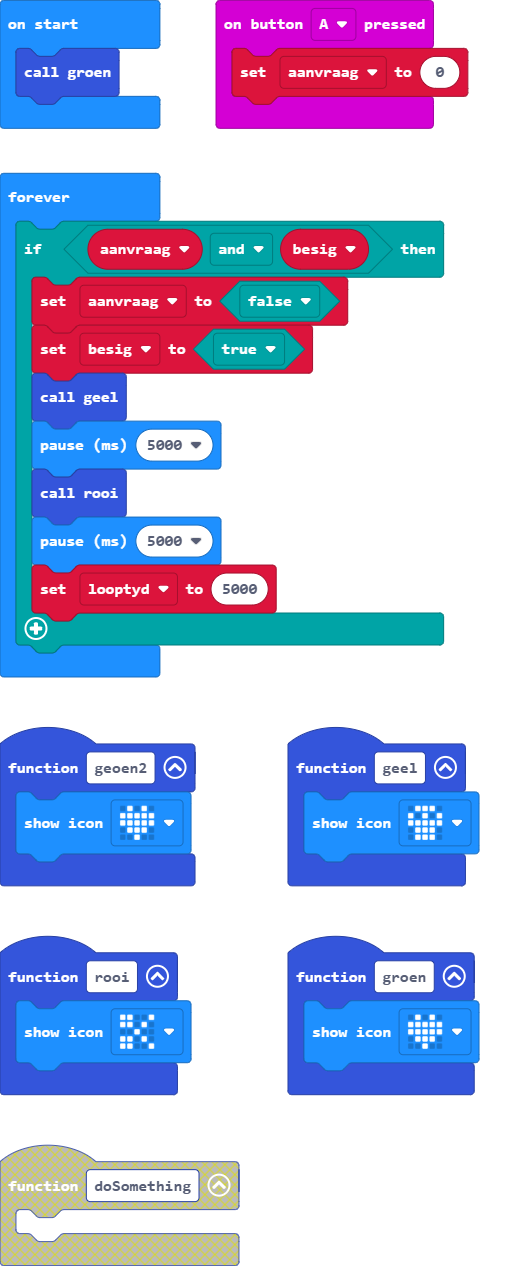 on start
call groen
on button A pressed
set aanvraag to 0
forever
if aanvraag and besig then
set aanvraag to false
set besig to true
call geel
pause (ms) 5000
call rooi
pause (ms) 5000
set looptyd to 5000
function geoen2
show icon
function geel
show icon
function rooi
show icon
function groen
show icon
function doSomething